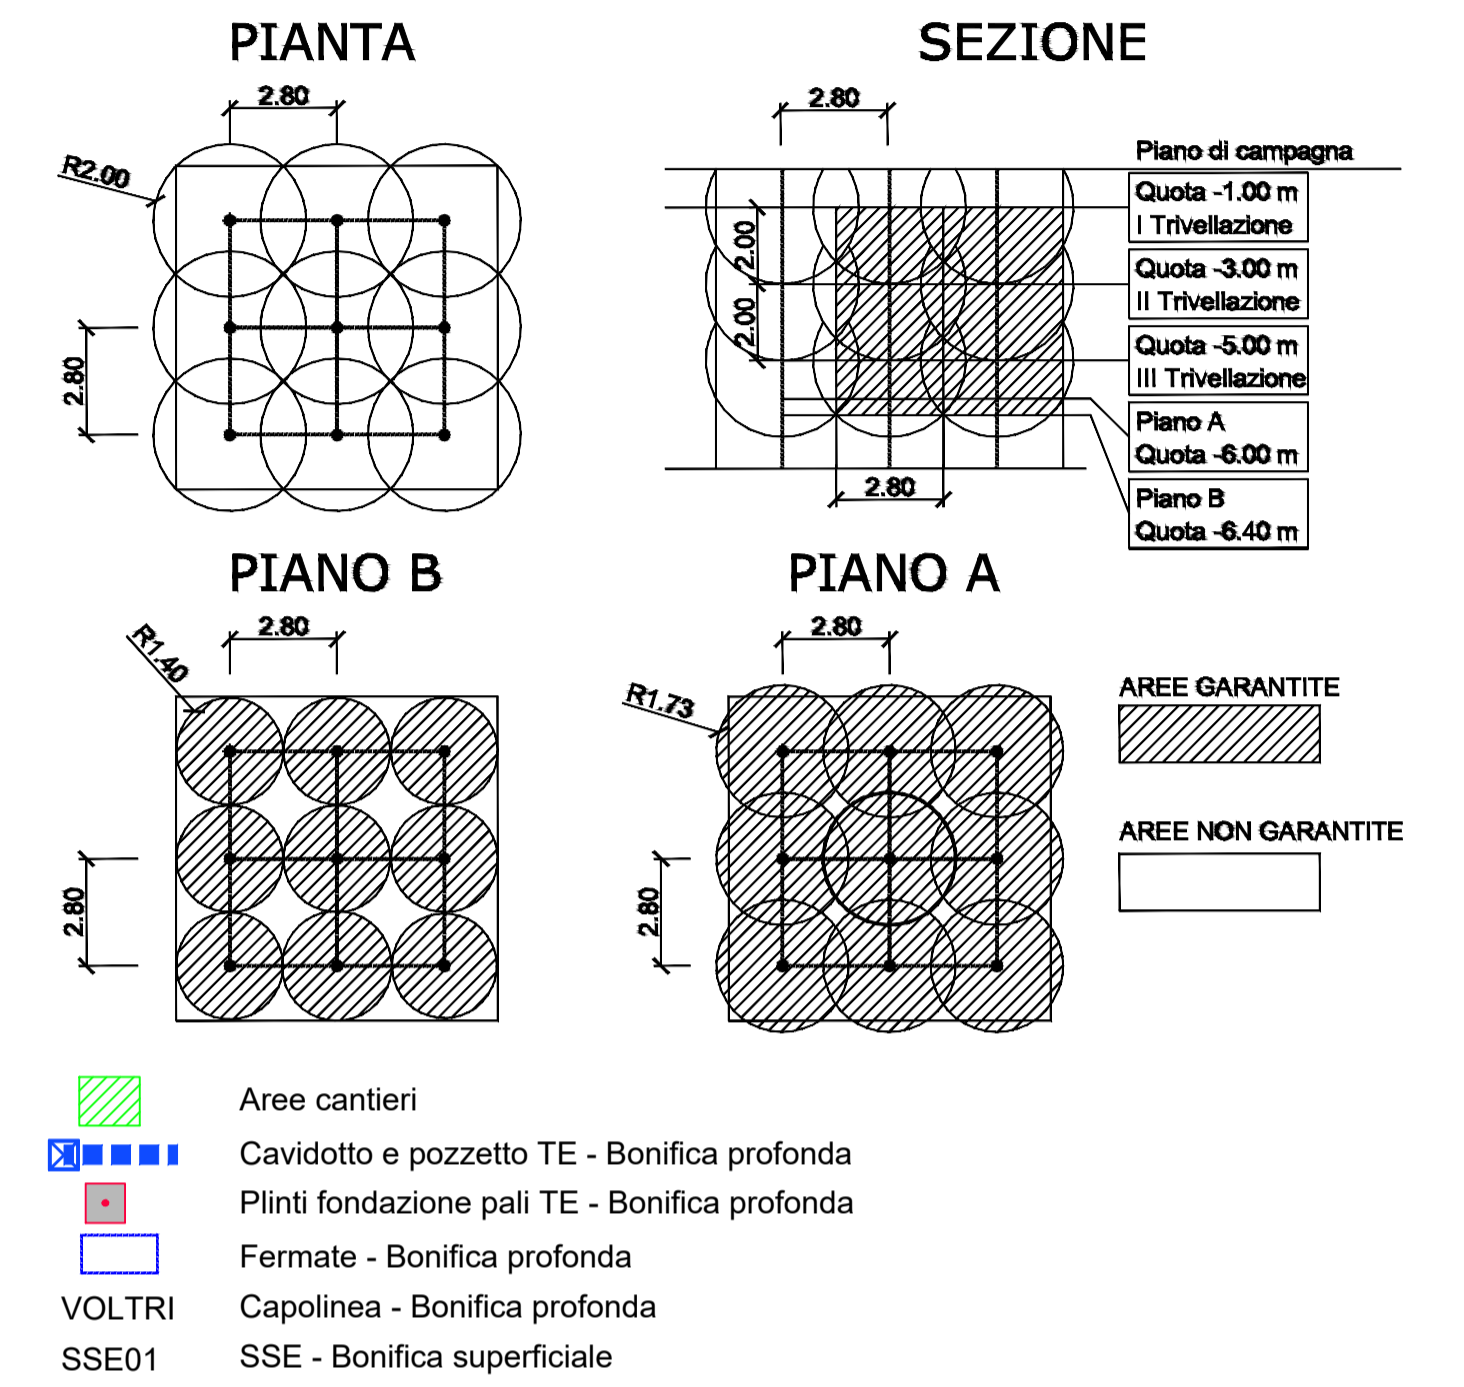 PIANTA
2.80
R2.00
2.80
SEZIONE
2.80
Piano di campagna
Quota -1.00 m
I Trivellazione
2.00
Quota -3.00 m
II Trivellazione
2.00
Quota -5.00 m
III Trivellazione
Piano A
Quota -6.00 m
2.80
Piano B
Quota -6.40 m
PIANO B
2.80
R1.40
2.80
PIANO A
2.80
R1.73
2.80
AREE GARANTITE
AREE NON GARANTITE
Aree cantieri
Cavidotto e pozzetto TE - Bonifica profonda
Plinti fondazione pali TE - Bonifica profonda
Fermate - Bonifica profonda
VOLTRI Capolinea - Bonifica profonda
SSE01 SSE - Bonifica superficiale